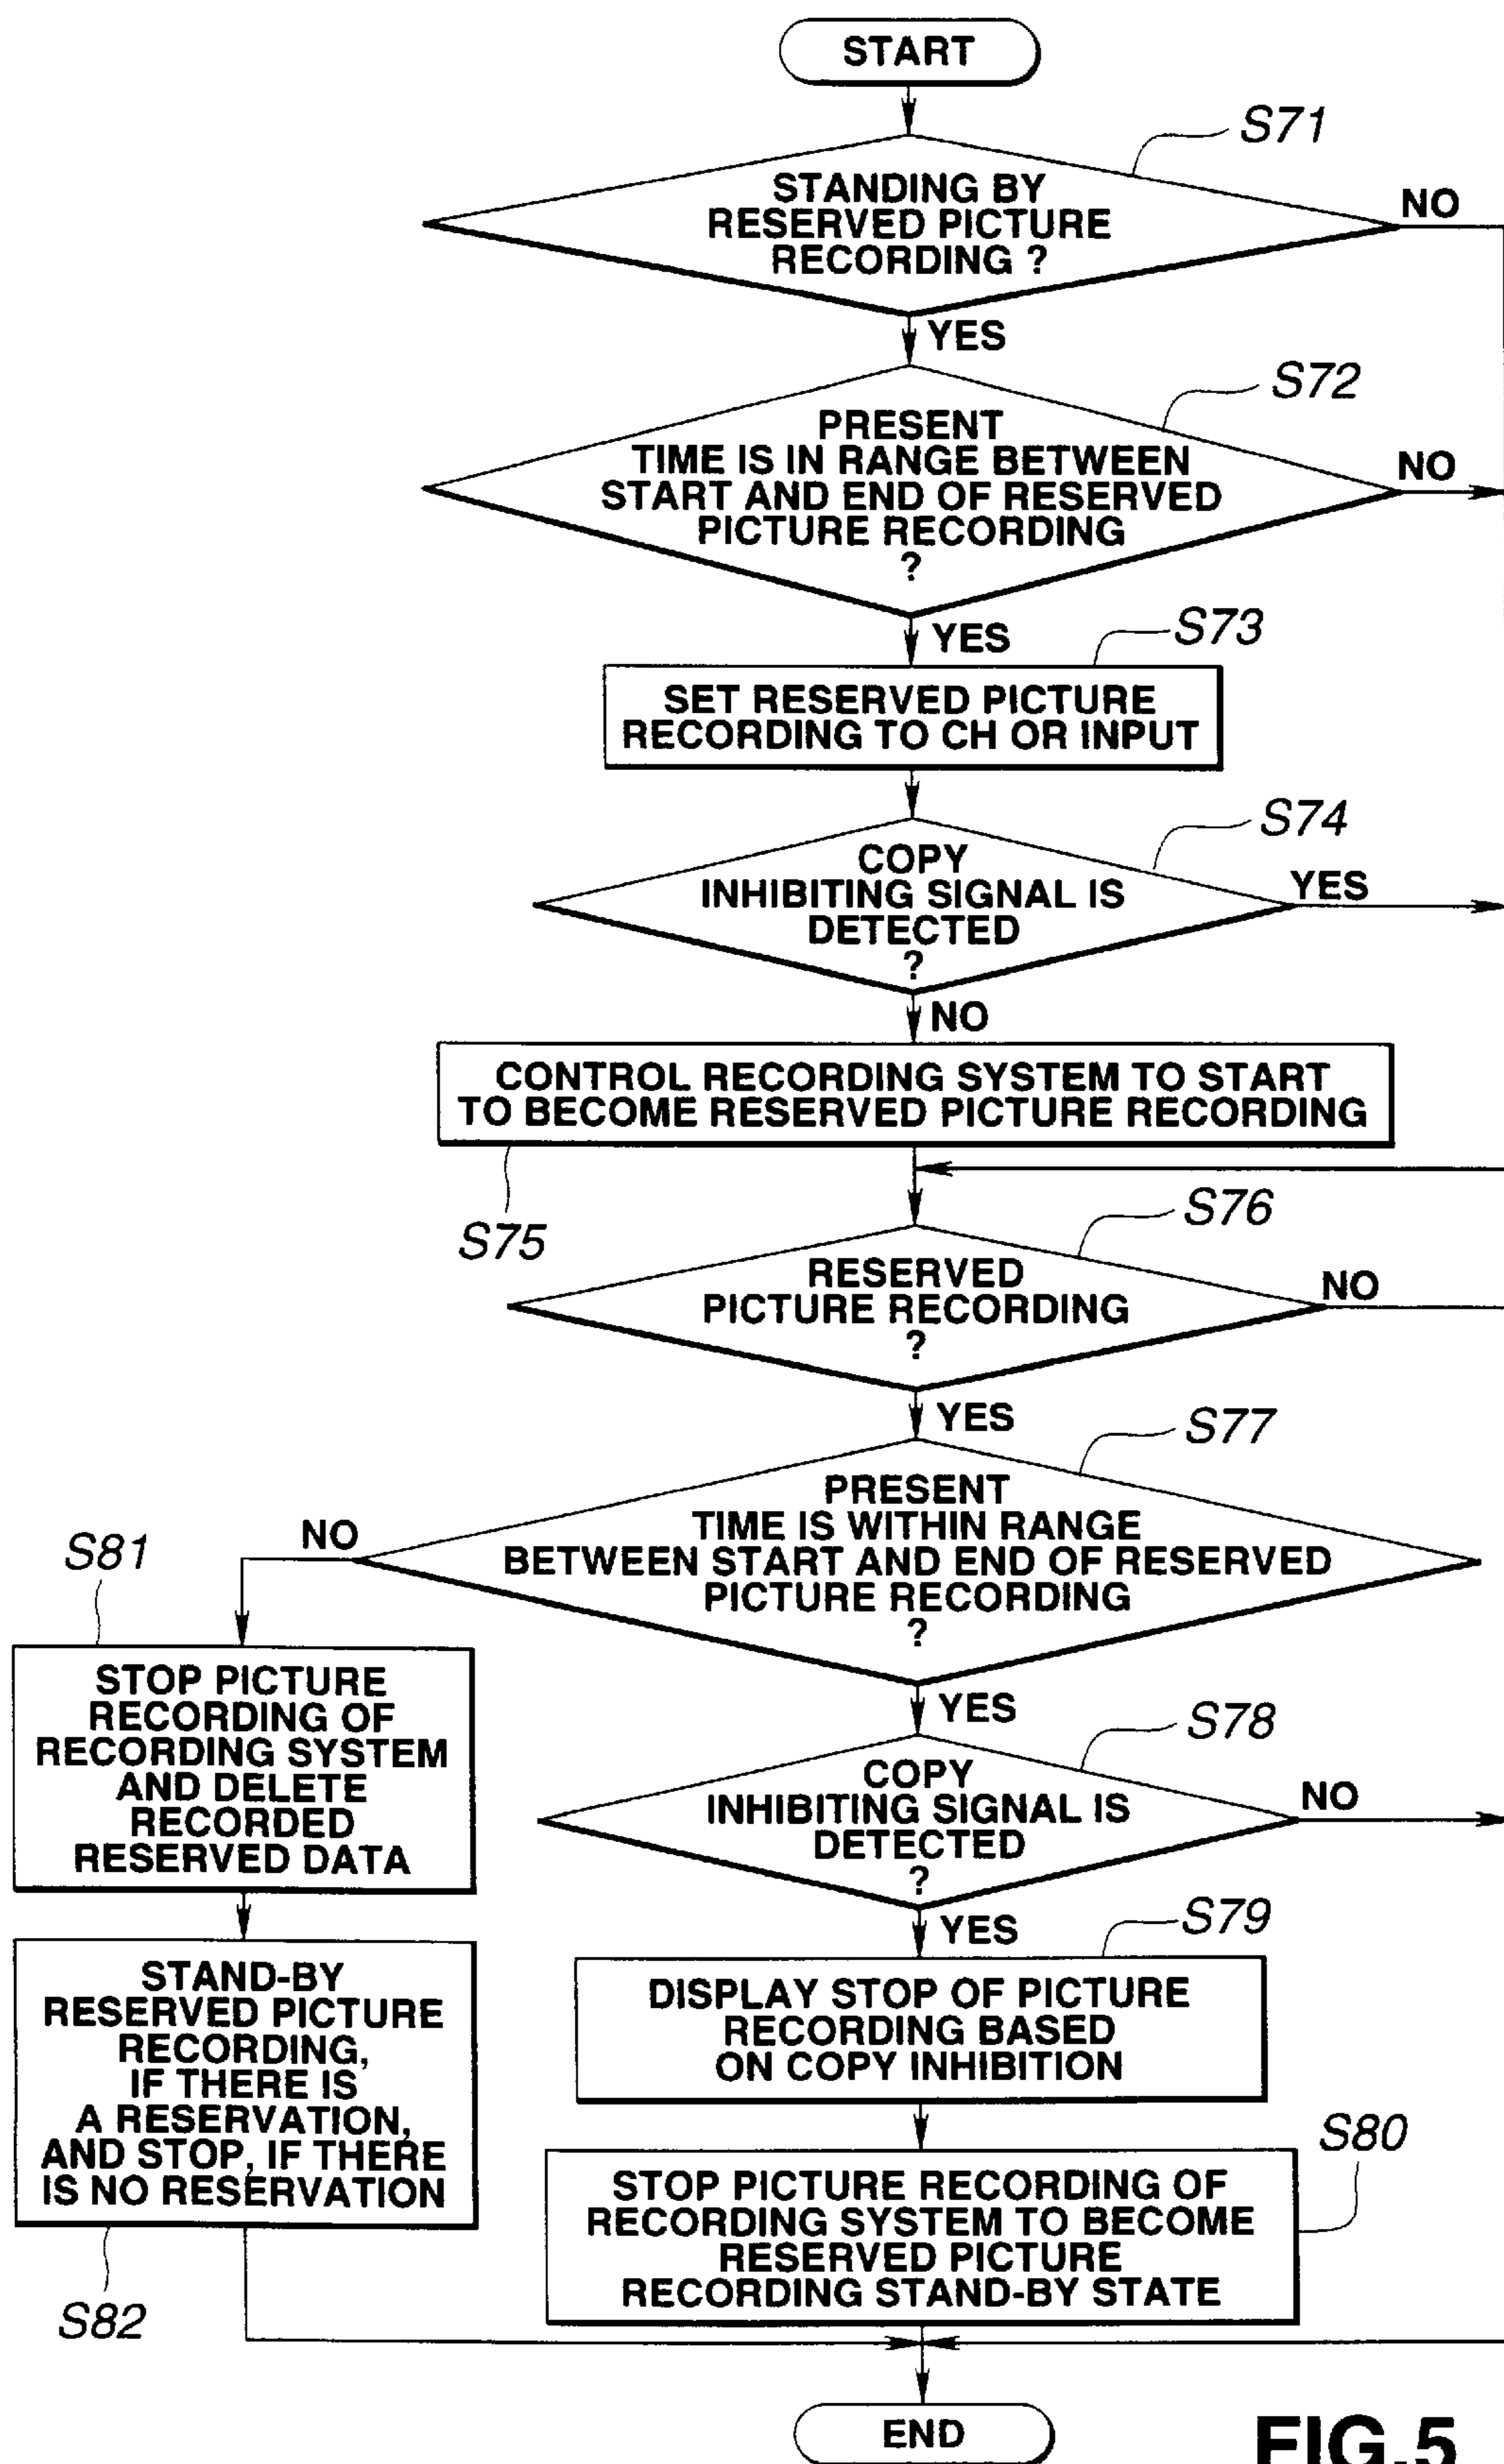 START
S71
STANDING BY
RESERVED PICTURE
RECORDING ?
NO
YES
S72
PRESENT
TIME IS IN RANGE BETWEEN
START AND END OF RESERVED
PICTURE RECORDING
?
NO
YES
S73
SET RESERVED PICTURE
RECORDING TO CH OR INPUT
S74
COPY
INHIBITING SIGNAL IS
DETECTED
?
YES
NO
CONTROL RECORDING SYSTEM TO START
TO BECOME RESERVED PICTURE RECORDING
S75
S76
RESERVED
PICTURE RECORDING
?
NO
YES
S77
PRESENT
TIME IS WITHIN RANGE
BETWEEN START AND END OF RESERVED
PICTURE RECORDING
?
NO
YES
S81
STOP PICTURE
RECORDING OF
RECORDING SYSTEM
AND DELETE
RECORDED
RESERVED DATA
S78
COPY
INHIBITING SIGNAL IS
DETECTED
?
NO
YES
S79
DISPLAY STOP OF PICTURE
RECORDING BASED
ON COPY INHIBITION
STAND-BY
RESERVED PICTURE
RECORDING,
IF THERE IS
A RESERVATION,
AND STOP, IF THERE
IS NO RESERVATION
S82
S80
STOP PICTURE RECORDING OF
RECORDING SYSTEM TO BECOME
RESERVED PICTURE
RECORDING STAND-BY STATE
END
FIG.5